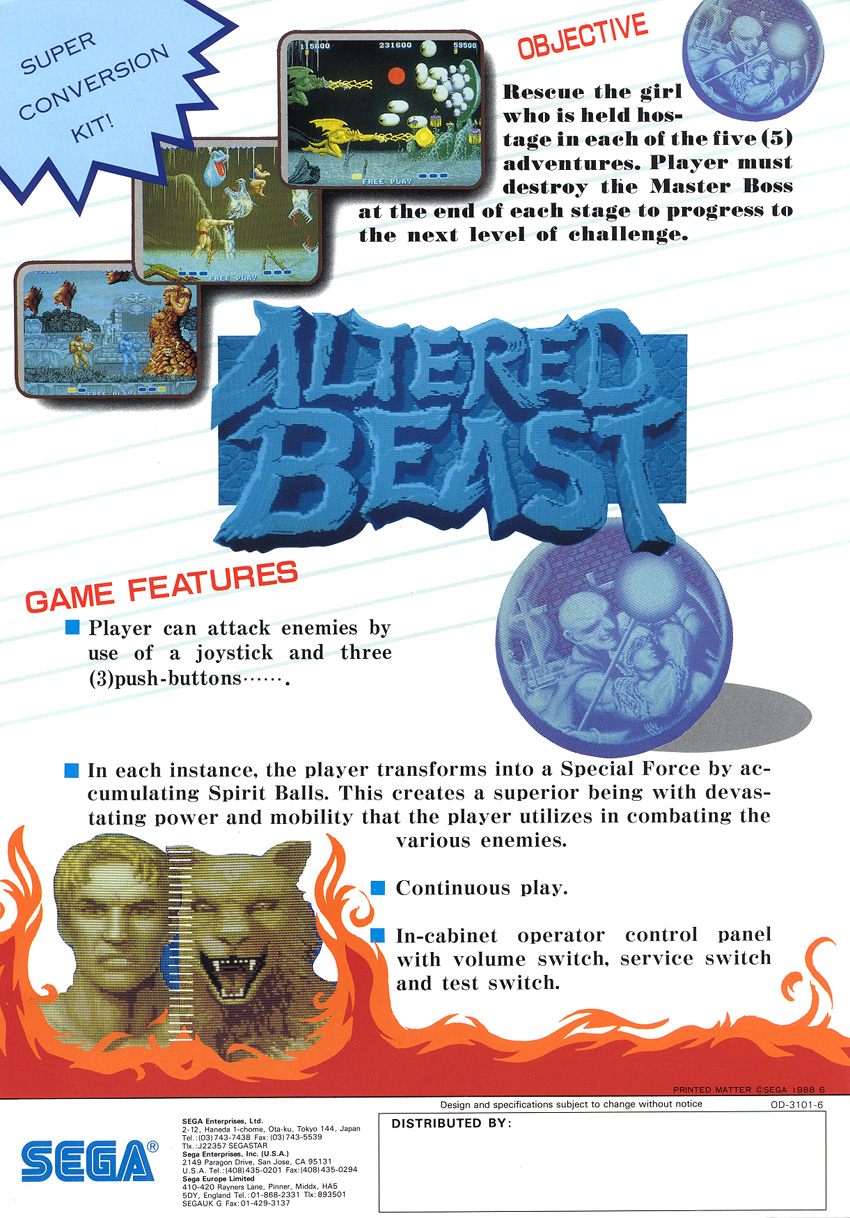 SUPER
CONVERSION
KIT!
115600 231600 59500
FREE PLAY
FREE PLAY
FREE PLAY
OBJECTIVE
Rescue the girl
who is held hos-
tage in each of the five (5)
adventures. Player must
destroy the Master Boss
at the end of each stage to progress to
the next level of challenge.
ALTERED
BEAST
GAME FEATURES
Player can attack enemies by
use of a joystick and three
(3)push-buttons…….
In each instance, the player transforms into a Special Force by ac-
cumulating Spirit Balls. This creates a superior being with devas-
tating power and mobility that the player utilizes in combating the
various enemies.
Continuous play.
In-cabinet operator control panel
with volume switch, service switch
and test switch.
PRINTED MATTER ©SEGA 1988 6
Design and specifications subject to change without notice OD-3101-6
SEGA®
SEGA Enterprises, Ltd.
2-12, Haneda 1-chome, Ota-ku, Tokyo 144, Japan
Tel.:(03)743-7438 Fax:(03)743-5539
Tlx.:J22357 SEGASTAR
Sega Enterprises, Inc. (U.S.A.)
2149 Paragon Drive, San Jose, CA 95131
U.S.A. Tel.:(408)435-0201 Fax:(408)435-0294
Sega Europe Limited
410-420 Rayners Lane, Pinner, Middx, HA5
5DY, England Tel.:01-868-2331 Tlx:893501
SEGAUK G Fax:01-429-3137
DISTRIBUTED BY: